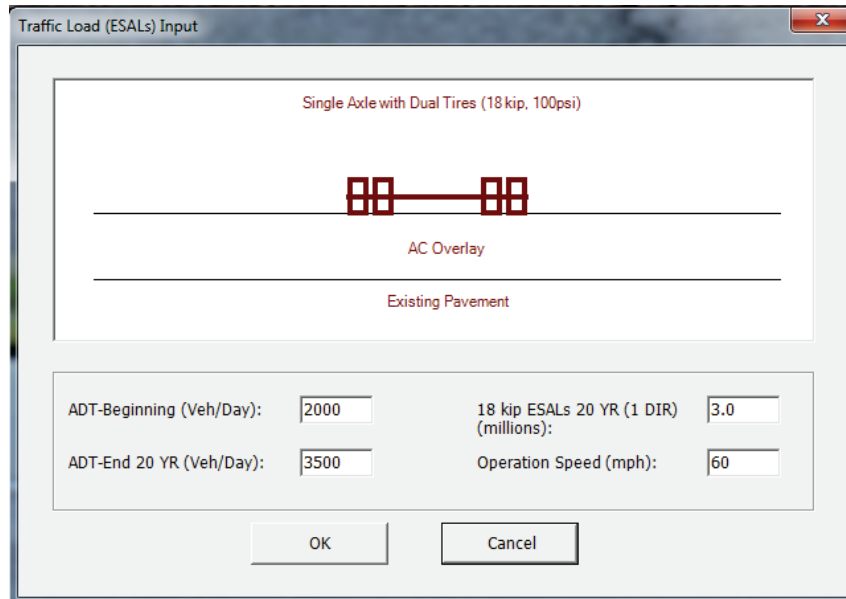 Traffic Load (ESALs) Input
Single Axle with Dual Tires (18 kip, 100psi)
AC Overlay
Existing Pavement
ADT-Beginning (Veh/Day): 2000
18 kip ESALs 20 YR (1 DIR)
(millions): 3.0
ADT-End 20 YR (Veh/Day): 3500
Operation Speed (mph): 60
OK
Cancel